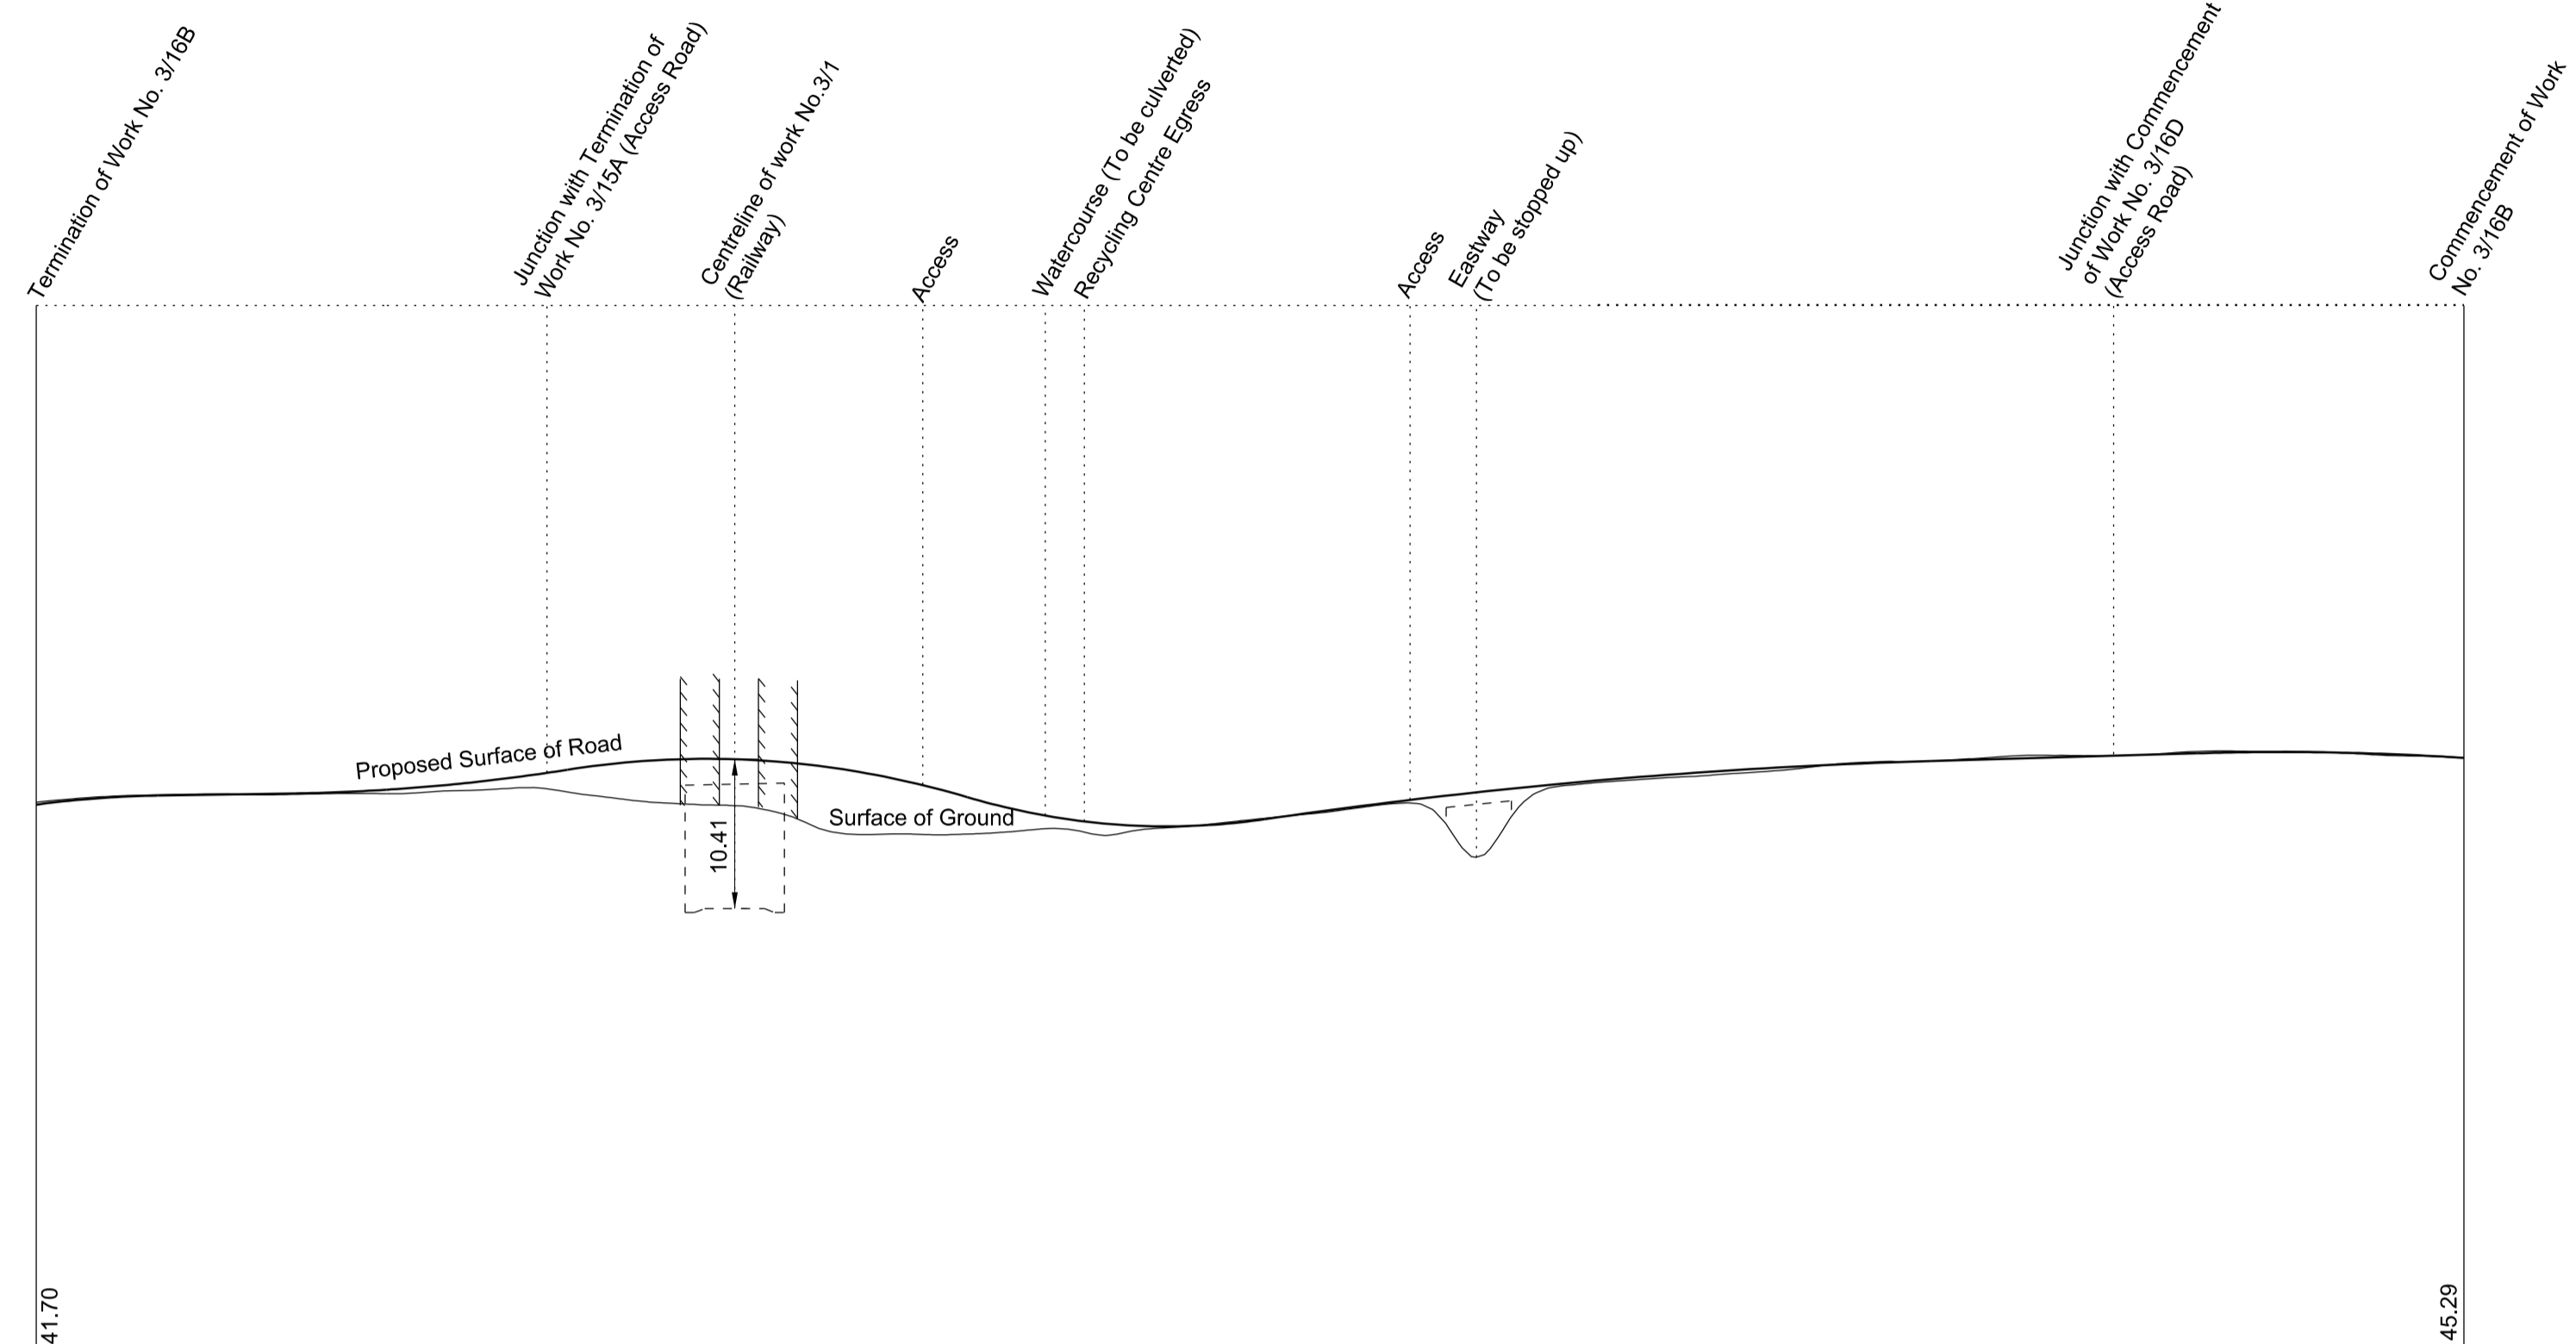 Termination of Work No. 3/16B
Junction with Termination of
Work No. 3/15A (Access Road)
Centreline of work No.3/1
(Railway)
Access
Watercourse (To be culverted)
Recycling Centre Egress
Access
Eastway
(To be stopped up)
Junction with Commencement
of Work No. 3/16D
(Access Road)
Commencement of Work
No. 3/16B
Proposed Surface of Road
Surface of Ground
10.41
41.70
45.29